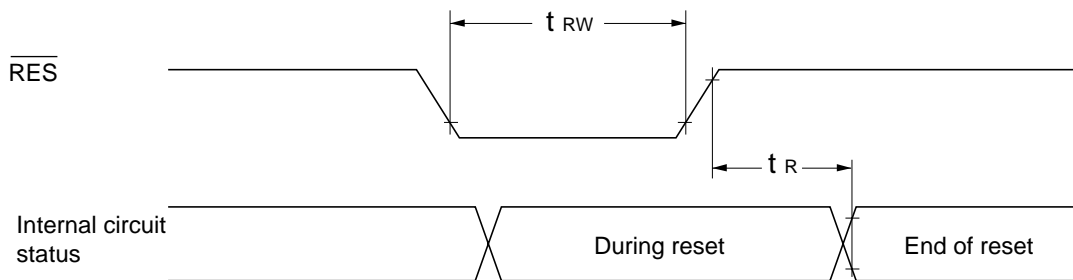 t RW
RES
t R
Internal circuit
status
During reset
End of reset